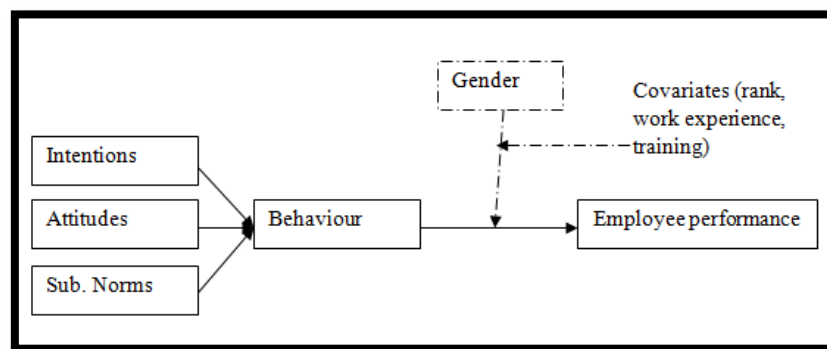 Gender
Covariates (rank,
work experience,
training)
Intentions
Attitudes
Behaviour
Employee performance
Sub. Norms